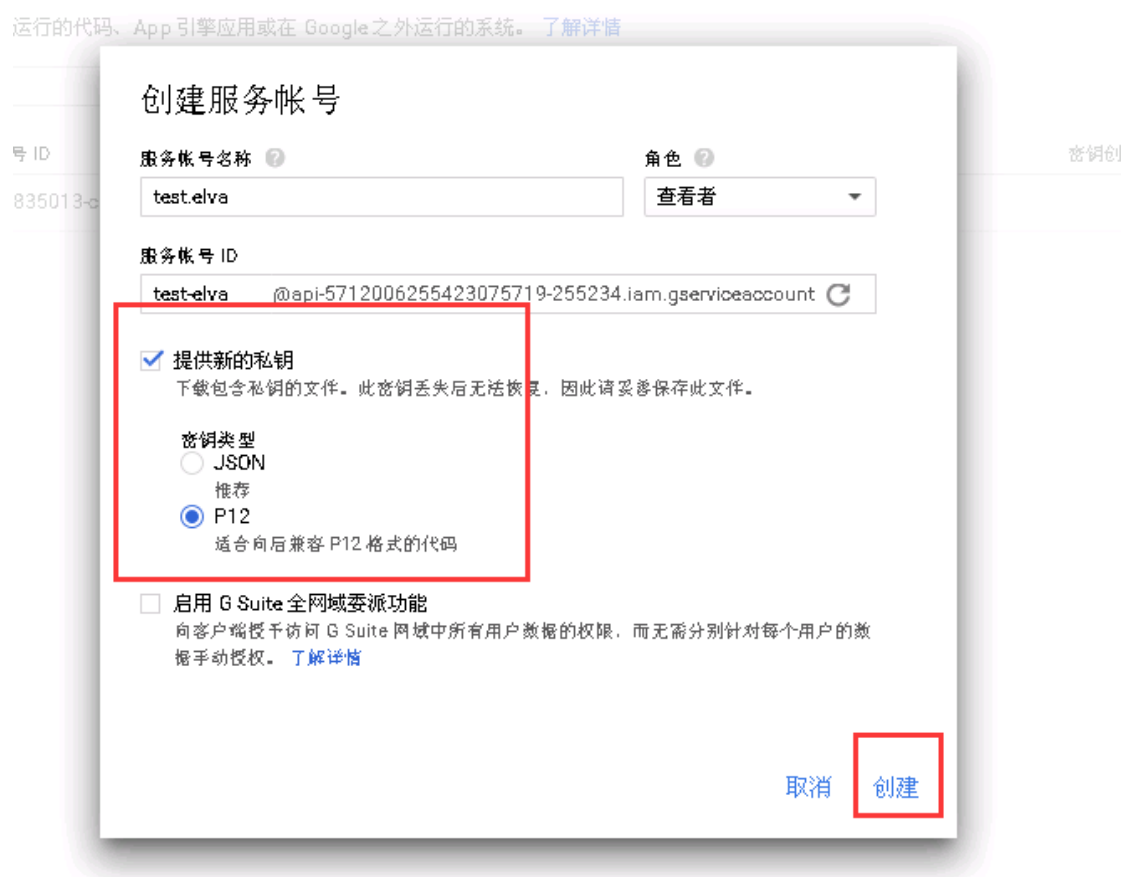 运行的代码、App 引擎应用或在 Google 之外运行的系统。 了解详情
创建服务帐号
号 ID
密钥创
服务帐号名称
角色
835013-c
test.elva
查看者
服务帐号 ID
test-elva @api-5712006255423075719-255234.iam.gserviceaccount
提供新的私钥
下载包含私钥的文件。此密钥丢失后无法恢复，因此请妥善保存此文件。
密钥类型
JSON
推荐
P12
适合向后兼容 P12 格式的代码
启用 G Suite 全网域委派功能
向客户端授予访问 G Suite 网域中所有用户数据的权限，而无需分别针对每个用户的数
据手动授权。 了解详情
取消 创建